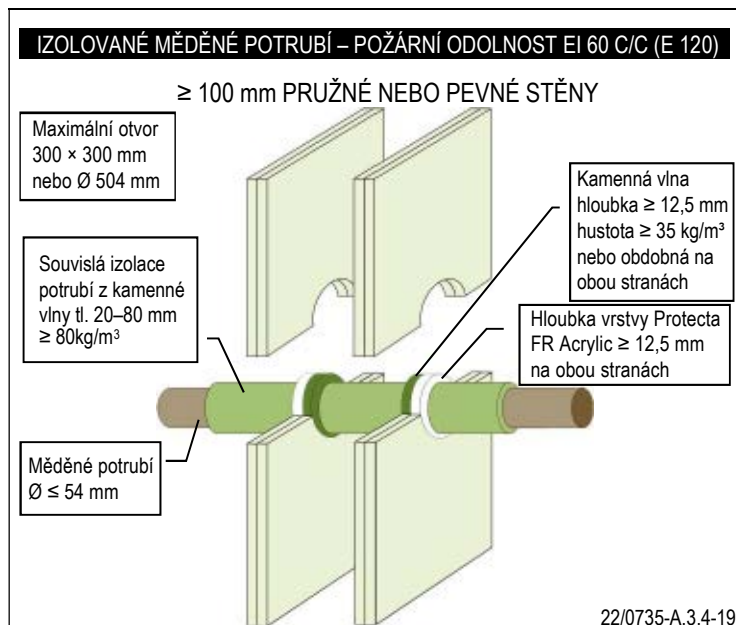 IZOLOVANÉ MĚDĚNÉ POTRUBÍ – POŽÁRNÍ ODOLNOST EI 60 C/C (E 120)
≥ 100 mm PRUŽNÉ NEBO PEVNÉ STĚNY
Maximální otvor
300 × 300 mm
nebo Ø 504 mm
Kamenná vlna
hloubka ≥ 12,5 mm
hustota ≥ 35 kg/m³
nebo obdobná na
obou stranách
Souvislá izolace
potrubí z kamenné
vlny tl. 20–80 mm
≥ 80kg/m³
Hloubka vrstvy Protecta
FR Acrylic ≥ 12,5 mm
na obou stranách
Měděné potrubí
Ø ≤ 54 mm
22/0735-A.3.4-19